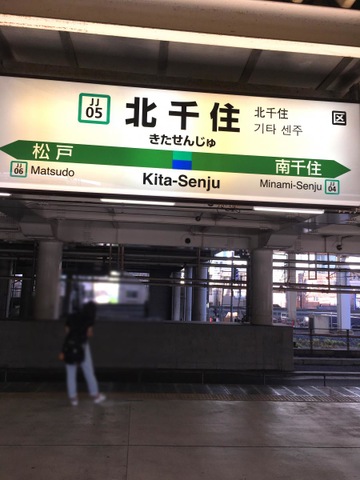 JJ
05
北千住
きたせんじゅ
北千住
기타 센주
区
松戸
南千住
JJ
06
Matsudo
Kita-Senju
Minami-Senju
JJ
04